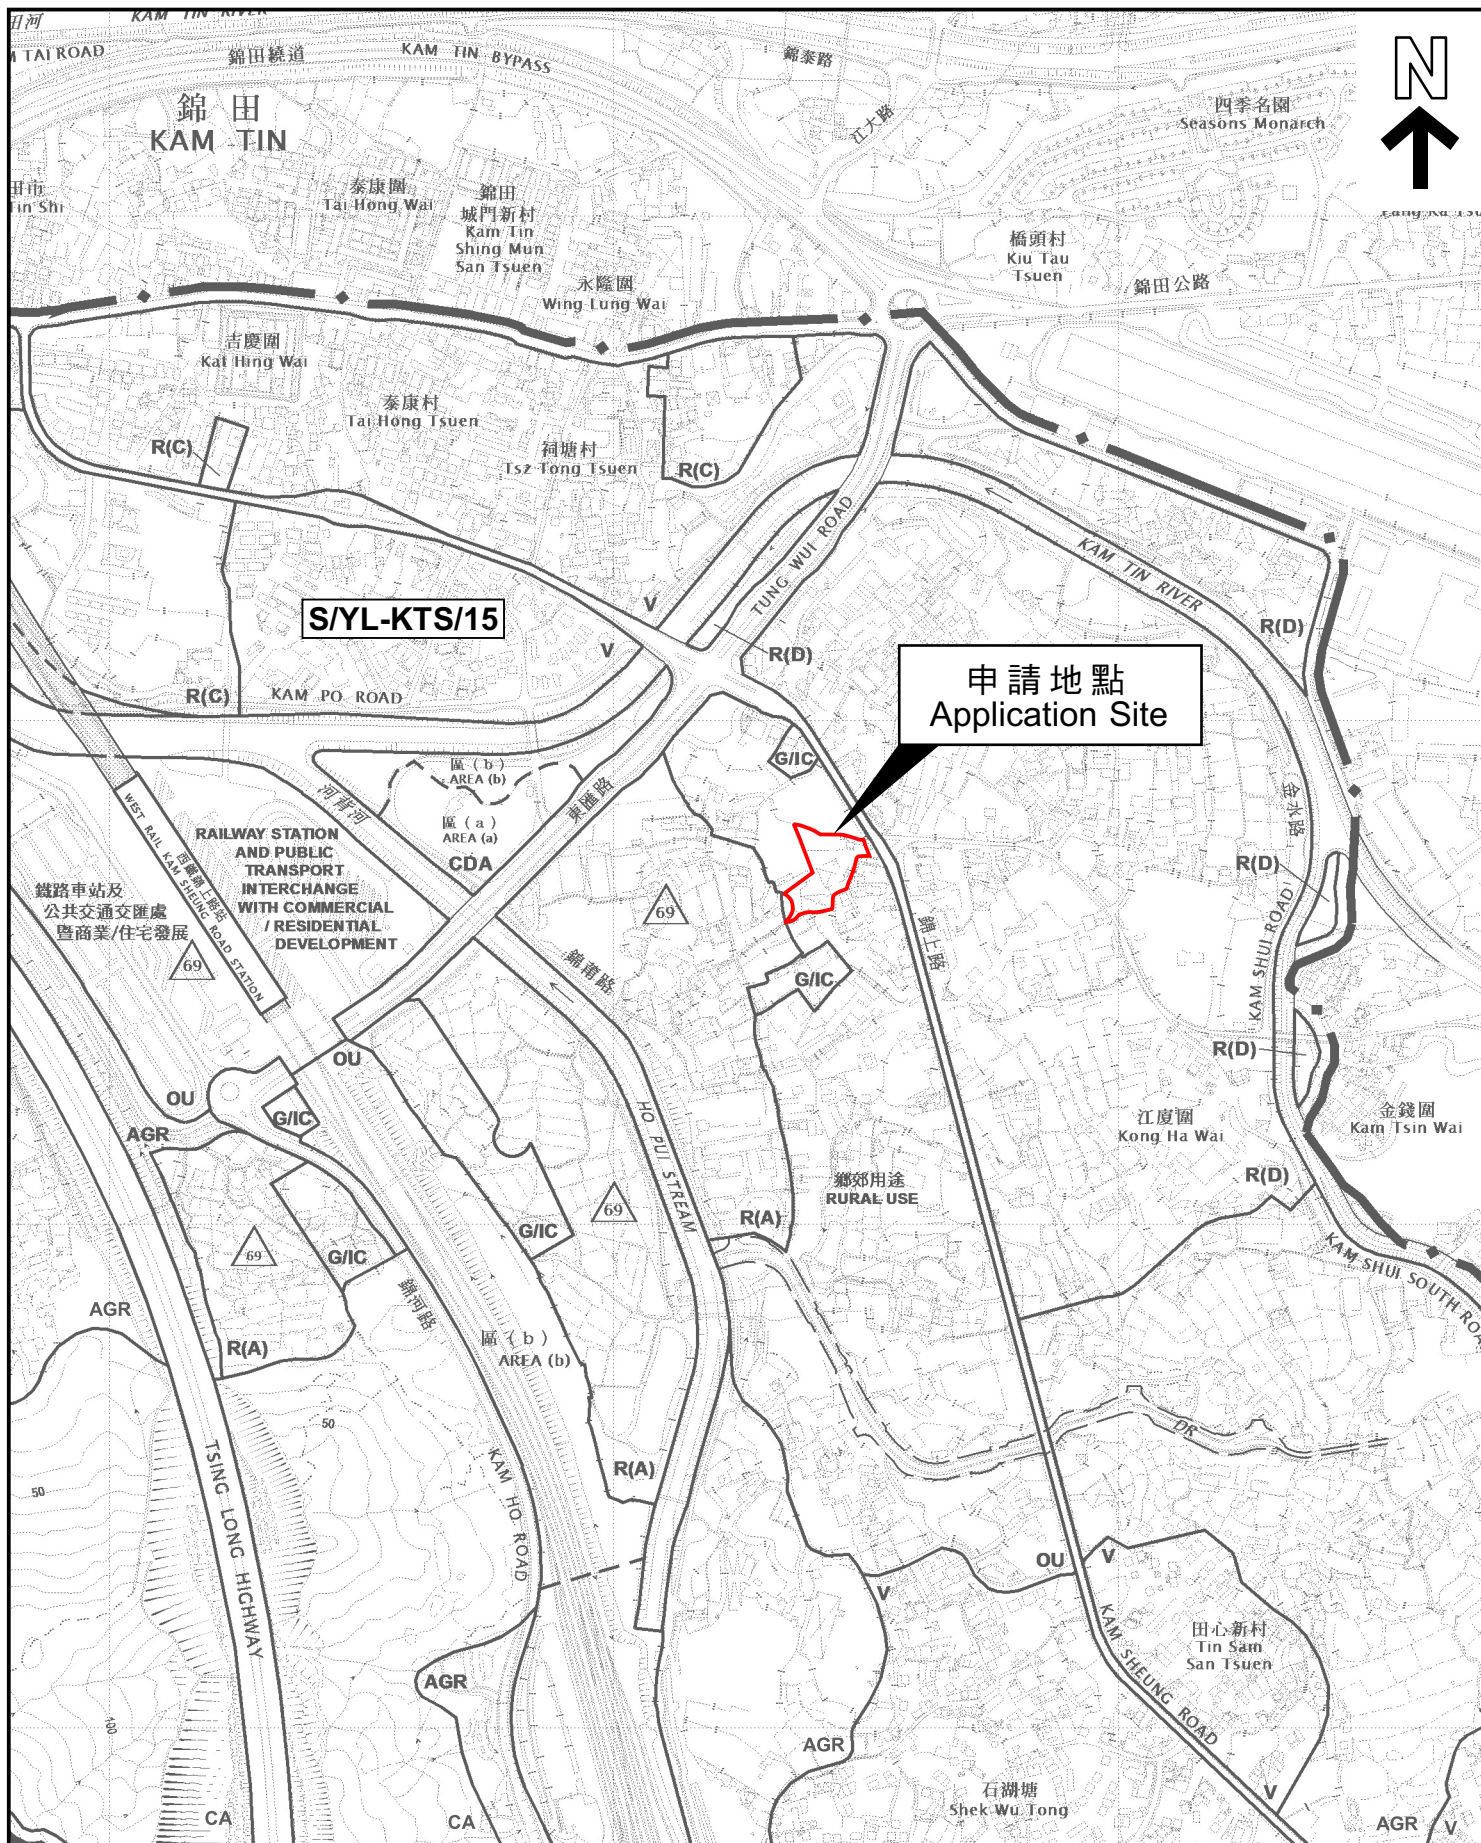 田河
KAM TIN RIVER
M TAI ROAD
錦田繞道
KAM TIN BYPASS
錦泰路
江大路
四季名園
Seasons Monarch
N
錦 田
KAM TIN
田市
Tin Shi
泰康圍
Tai Hong Wai
錦田
城門新村
Kam Tin
Shing Mun
San Tsuen
永隆圍
Wing Lung Wai
橋頭村
Kiu Tau
Tsuen
錦田公路
吉慶圍
Kat Hing Wai
泰康村
Tai Hong Tsuen
祠塘村
Tsz Tong Tsuen
R(C)
R(C)
TUNG WUI ROAD
KAM TIN RIVER
S/YL-KTS/15
V
V
R(D)
R(D)
R(C)
KAM PO ROAD
申請地點
Application Site
G/IC
區 ( b )
AREA (b)
區 ( a )
AREA (a)
CDA
河背河
東匯路
金水路
WEST RAIL KAM SHEUNG ROAD STATION
西鐵錦上路站
RAILWAY STATION
AND PUBLIC
TRANSPORT
INTERCHANGE
WITH COMMERCIAL
/ RESIDENTIAL
DEVELOPMENT
鐵路車站及
公共交通交匯處
暨商業/住宅發展
69
69
R(D)
錦莆路
錦上路
KAM SHUI ROAD
G/IC
OU
OU
G/IC
AGR
R(D)
江廈圍
Kong Ha Wai
金錢圍
Kam Tsin Wai
HO PUI STREAM
鄉郊用途
RURAL USE
R(D)
69
R(A)
G/IC
69
G/IC
KAM SHUI SOUTH ROAD
錦河路
AGR
R(A)
區 ( b )
AREA (b)
50
50
DR
TSING LONG HIGHWAY
KAM HO ROAD
R(A)
OU
V
V
KAM SHEUNG ROAD
田心新村
Tin Sam
San Tsuen
AGR
100
AGR
石湖塘
Shek Wu Tong
V
CA
CA
AGR
V